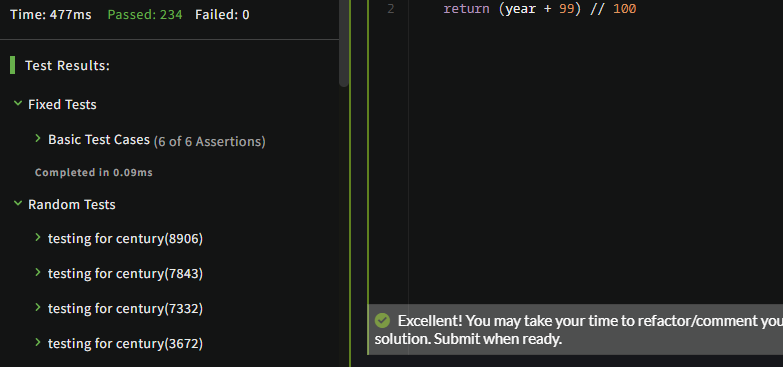 Time: 477ms Passed: 234 Failed: 0
Test Results:
Fixed Tests
Basic Test Cases (6 of 6 Assertions)
Completed in 0.09ms
Random Tests
testing for century(8906)
testing for century(7843)
testing for century(7332)
testing for century(3672)
2 return (year + 99) // 100
Excellent! You may take your time to refactor/comment you
solution. Submit when ready.